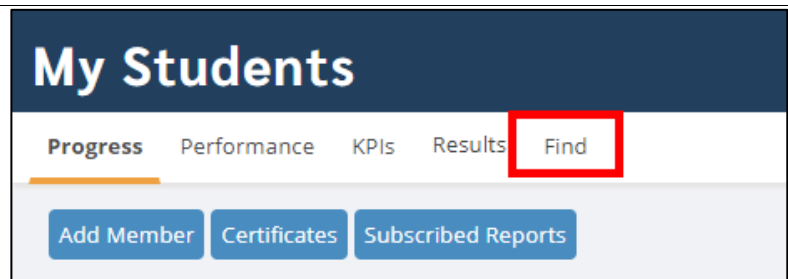 My Students
Progress Performance KPIs Results Find
Add Member Certificates Subscribed Reports